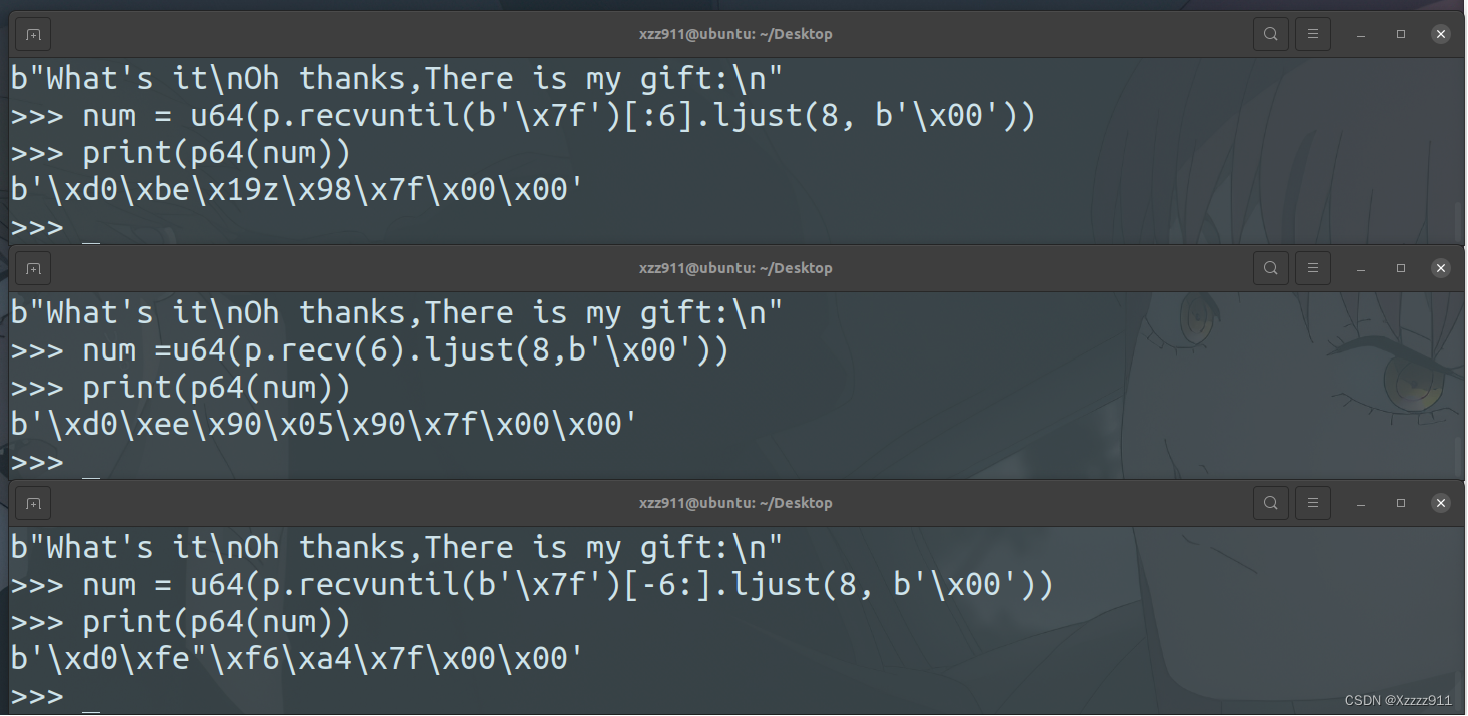 xzz911@ubuntu: ~/Desktop
b"What's it\nOh thanks,There is my gift:\n"
>>> num = u64(p.recvuntil(b'\x7f')[:6].ljust(8, b'\x00'))
>>> print(p64(num))
b'\xd0\xbe\x19z\x98\x7f\x00\x00'
>>> _
xzz911@ubuntu: ~/Desktop
b"What's it\nOh thanks,There is my gift:\n"
>>> num =u64(p.recv(6).ljust(8,b'\x00'))
>>> print(p64(num))
b'\xd0\xee\x90\x05\x90\x7f\x00\x00'
>>> _
xzz911@ubuntu: ~/Desktop
b"What's it\nOh thanks,There is my gift:\n"
>>> num = u64(p.recvuntil(b'\x7f')[-6:].ljust(8, b'\x00'))
>>> print(p64(num))
b'\xd0\xfe"\xf6\xa4\x7f\x00\x00'
>>> _
CSDN @Xzzzz911